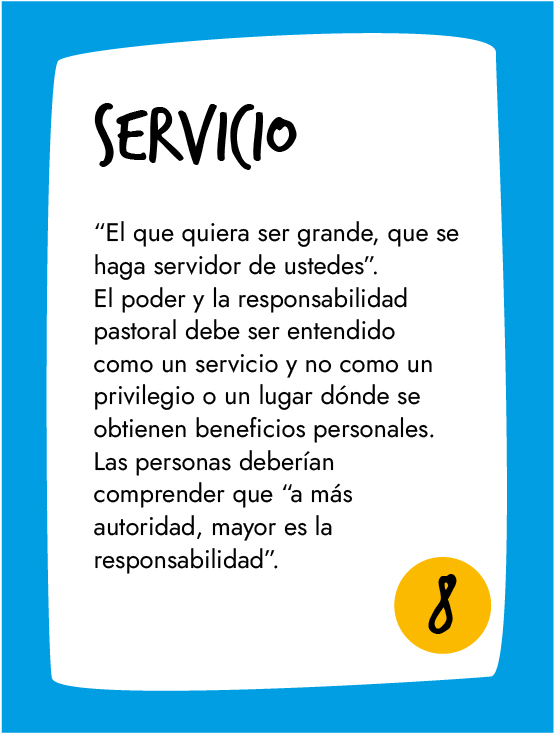 SERVICIO
“El que quiera ser grande, que se
haga servidor de ustedes”.
El poder y la responsabilidad
pastoral debe ser entendido
como un servicio y no como un
privilegio o un lugar dónde se
obtienen beneficios personales.
Las personas deberían
comprender que “a más
autoridad, mayor es la
responsabilidad”.
8